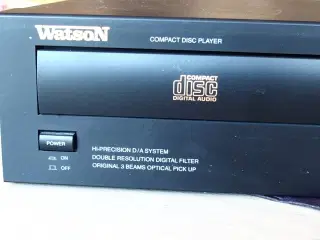 WatsoN
COMPACT DISC PLAYER
COMPACT
disc
DIGITAL AUDIO
POWER
ON
OFF
HI-PRECISION D/A SYSTEM
DOUBLE RESOLUTION DIGITAL FILTER
ORIGINAL 3 BEAMS OPTICAL PICK UP